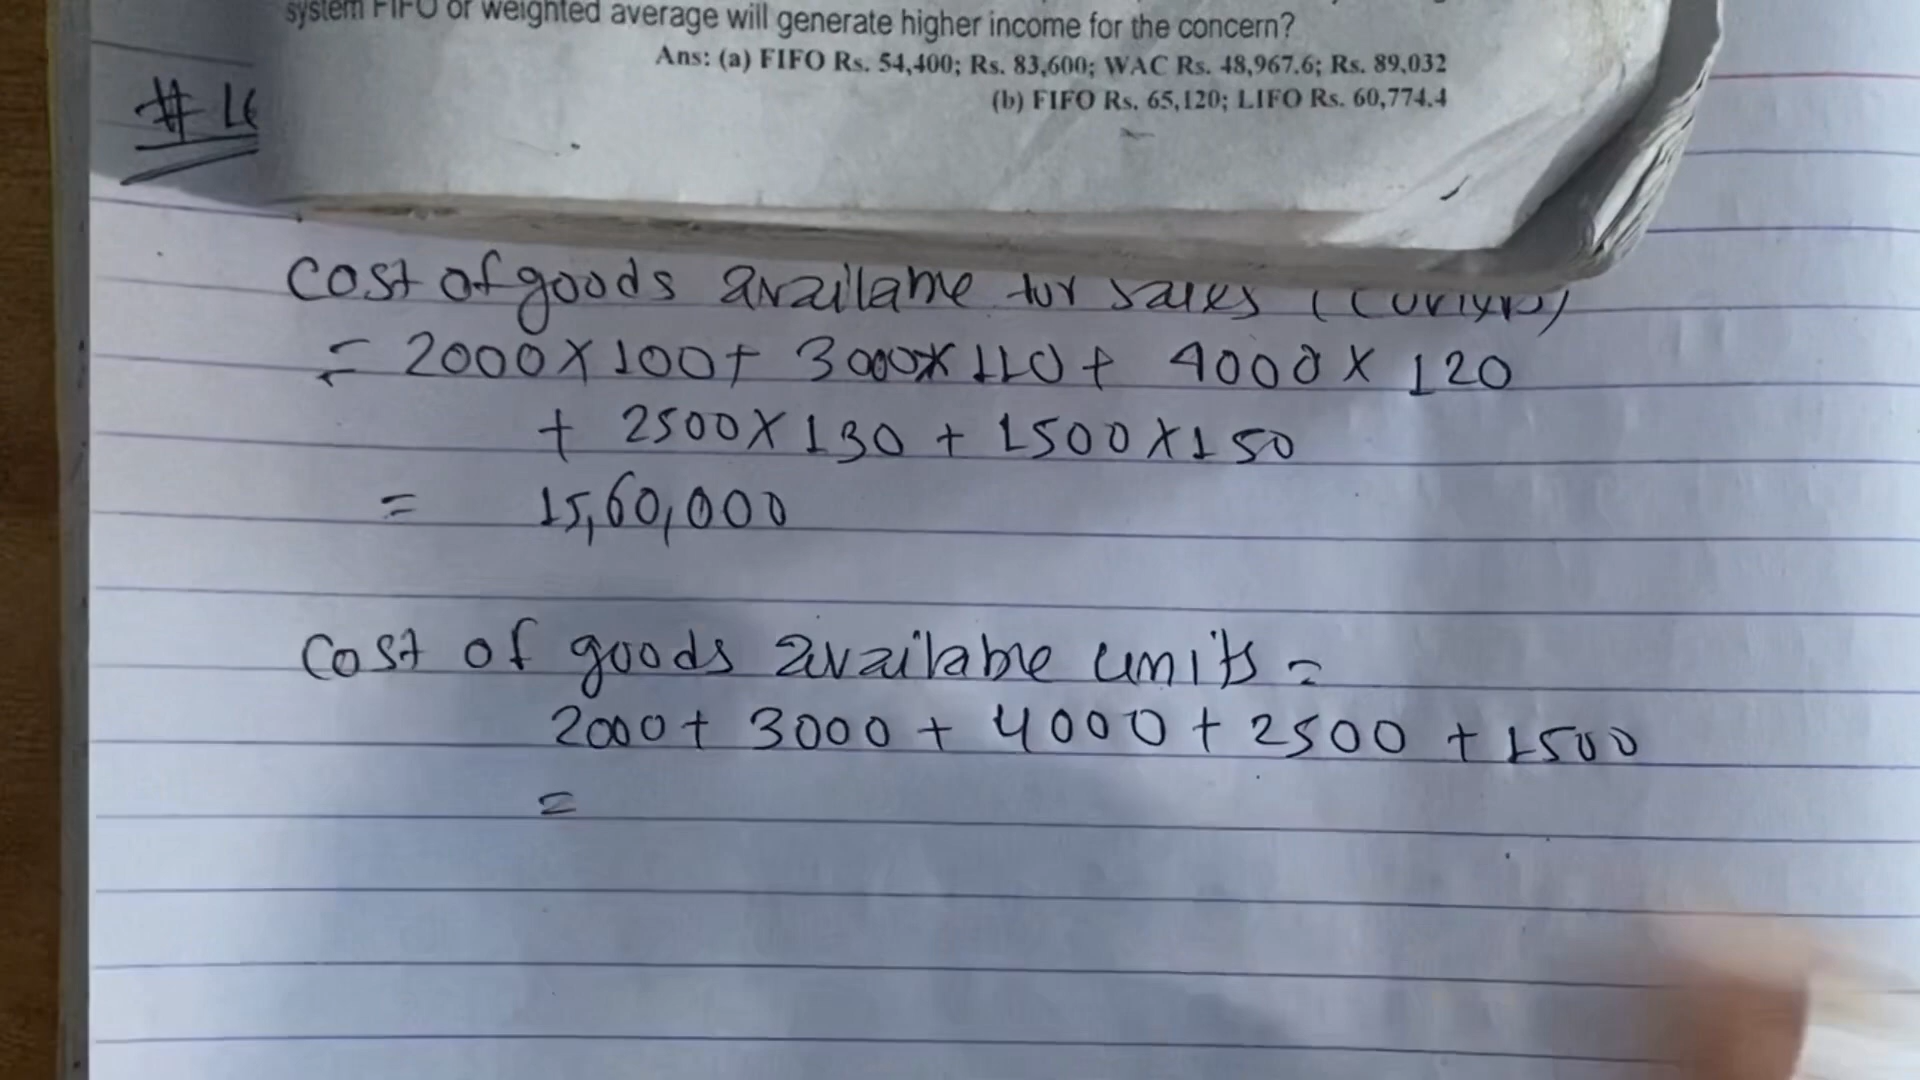 system FIFO or weighted average will generate higher income for the concern?
Ans: (a) FIFO Rs. 54,400; Rs. 83,600; WAC Rs. 48,967.6; Rs. 89,032
(b) FIFO Rs. 65,120; LIFO Rs. 60,774.4
Cost of goods available for sales
= 2000 X 100 + 3000 X 110 + 4000 X 120
+ 2500 X 130 + 1500 X 150
= 15,60,000
Cost of goods available units =
2000 + 3000 + 4000 + 2500 + 1500
=